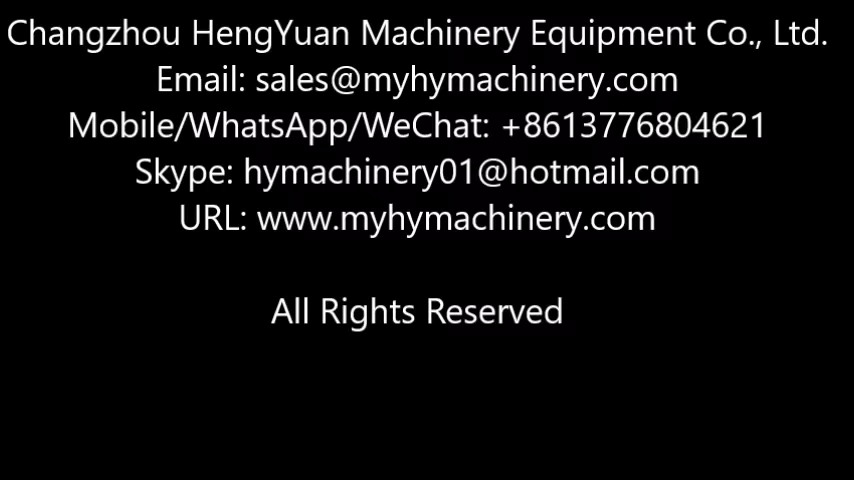 Changzhou HengYuan Machinery Equipment Co., Ltd.
Email: sales@myhymachinery.com
Mobile/WhatsApp/WeChat: +8613776804621
Skype: hymachinery01@hotmail.com
URL: www.myhymachinery.com
All Rights Reserved